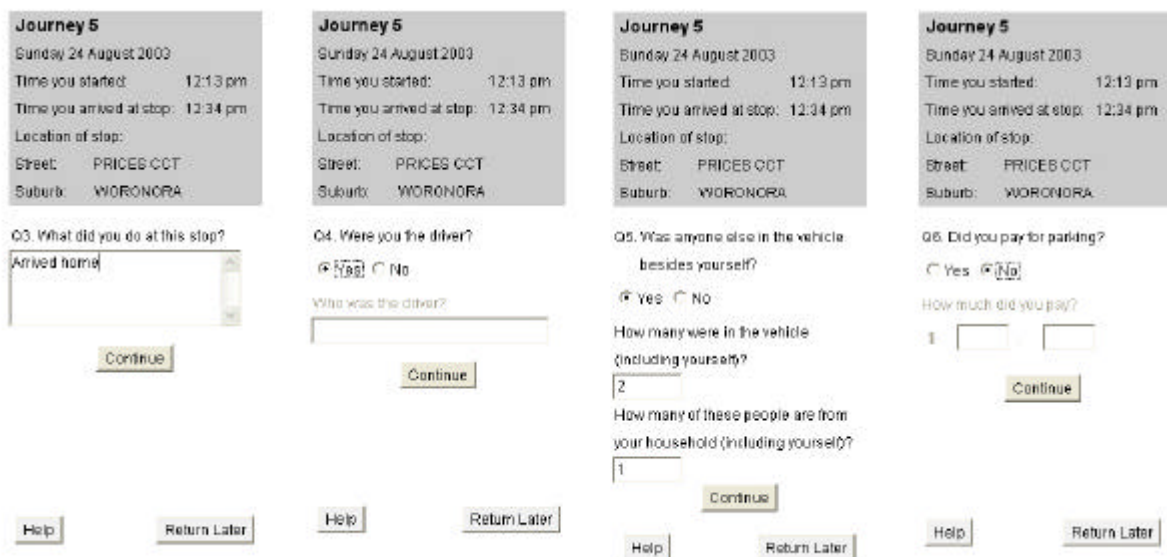 Journey 5
Sunday 24 August 2003
Time you started: 12:13 pm
Time you arrived at stop: 12:34 pm
Location of stop:
Street: PRICES CCT
Suburb: WORONORA
Q3. What did you do at this stop?
Arrived home
Continue
Help Return Later
Journey 5
Sunday 24 August 2003
Time you started: 12:13 pm
Time you arrived at stop: 12:34 pm
Location of stop:
Street: PRICES CCT
Suburb: WORONORA
Q4. Were you the driver?
Yes No
Who was the driver?
Continue
Help Return Later
Journey 5
Sunday 24 August 2003
Time you started: 12:13 pm
Time you arrived at stop: 12:34 pm
Location of stop:
Street: PRICES CCT
Suburb: WORONORA
Q5. Was anyone else in the vehicle
besides yourself?
Yes No
How many were in the vehicle
(including yourself)?
2
How many of these people are from
your household (including yourself)?
1
Continue
Help Return Later
Journey 5
Sunday 24 August 2003
Time you started: 12:13 pm
Time you arrived at stop: 12:34 pm
Location of stop:
Street: PRICES CCT
Suburb: WORONORA
Q6. Did you pay for parking?
Yes No
How much did you pay?
Continue
Help Return Later